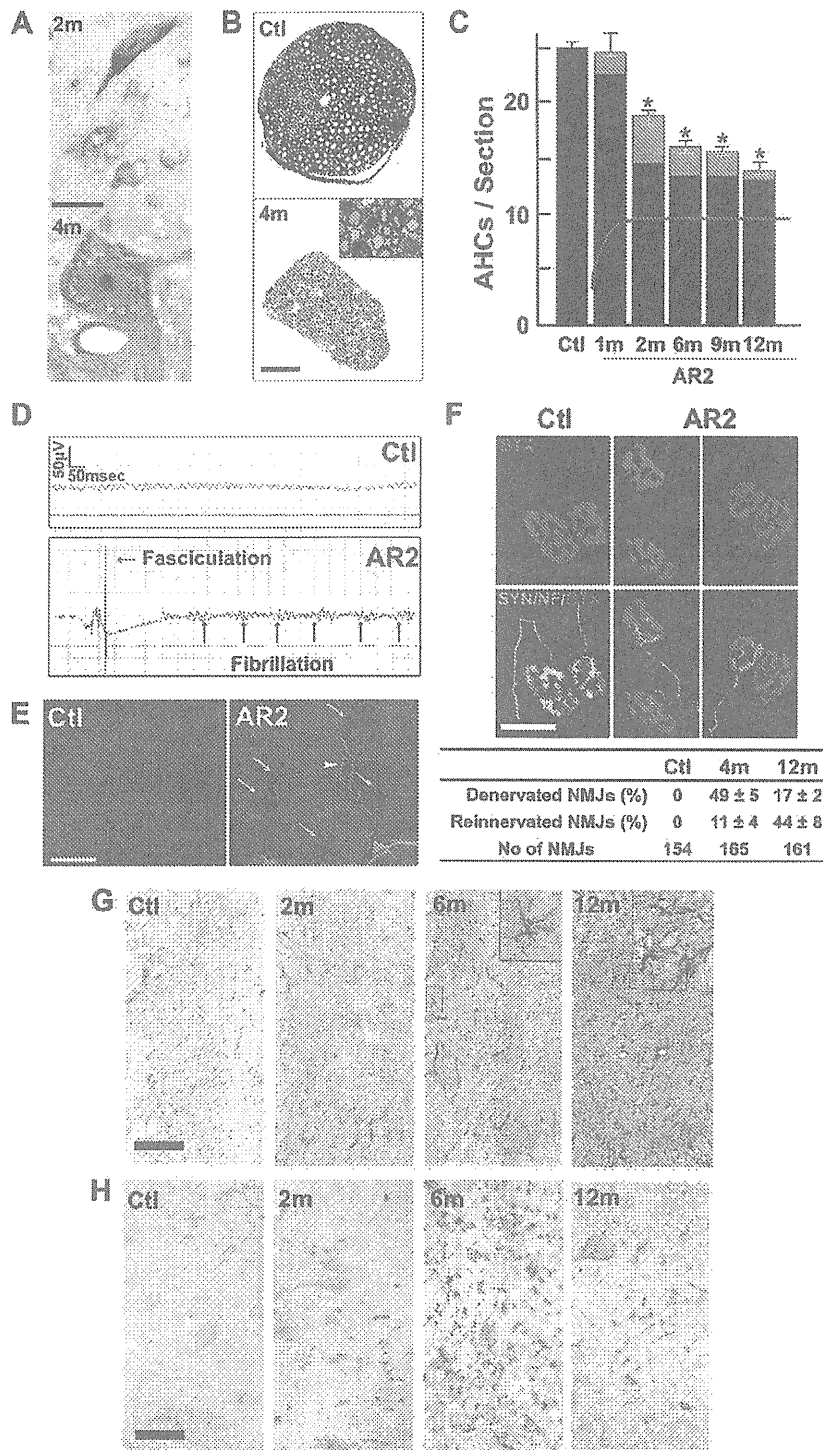 A
2m
4m
B
Ctl
4m
C
AHCs / Section
20
10
0
* * * *
Ctl 1m 2m 6m 9m 12m
AR2
D
50µV
50msec
Ctl
AR2
Fasciculation
Fibrillation
E
Ctl
AR2
F
Ctl AR2
SYN/NF/
Ctl 4m 12m
Denervated NMJs (%) 0 49 ± 5 17 ± 2
Reinnervated NMJs (%) 0 11 ± 4 44 ± 8
No of NMJs 154 165 161
G
Ctl 2m 6m 12m
H
Ctl 2m 6m 12m